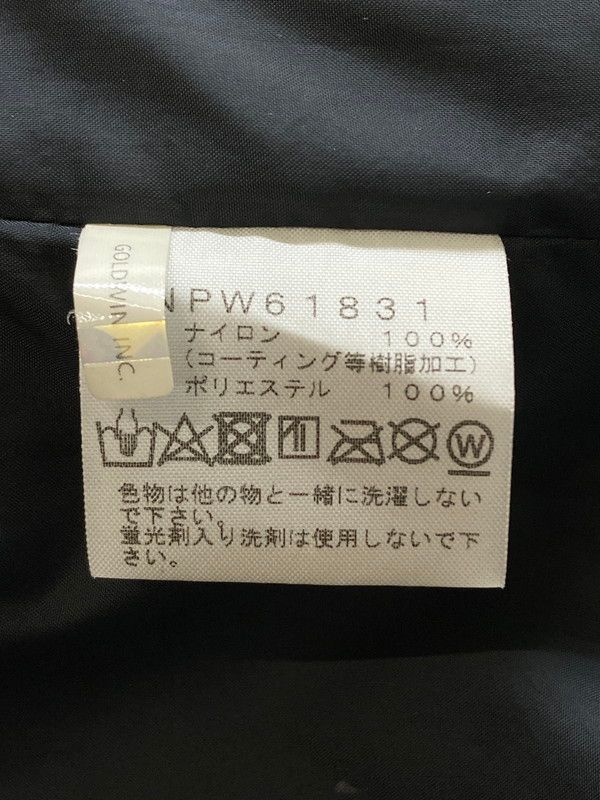 GOLDWIN INC.
NPW61831
ナイロン 100%
(コーティング等樹脂加工)
ポリエステル 100%
W
色物は他の物と一緒に洗濯しない
で下さい。
蛍光剤入り洗剤は使用しないで下
さい。